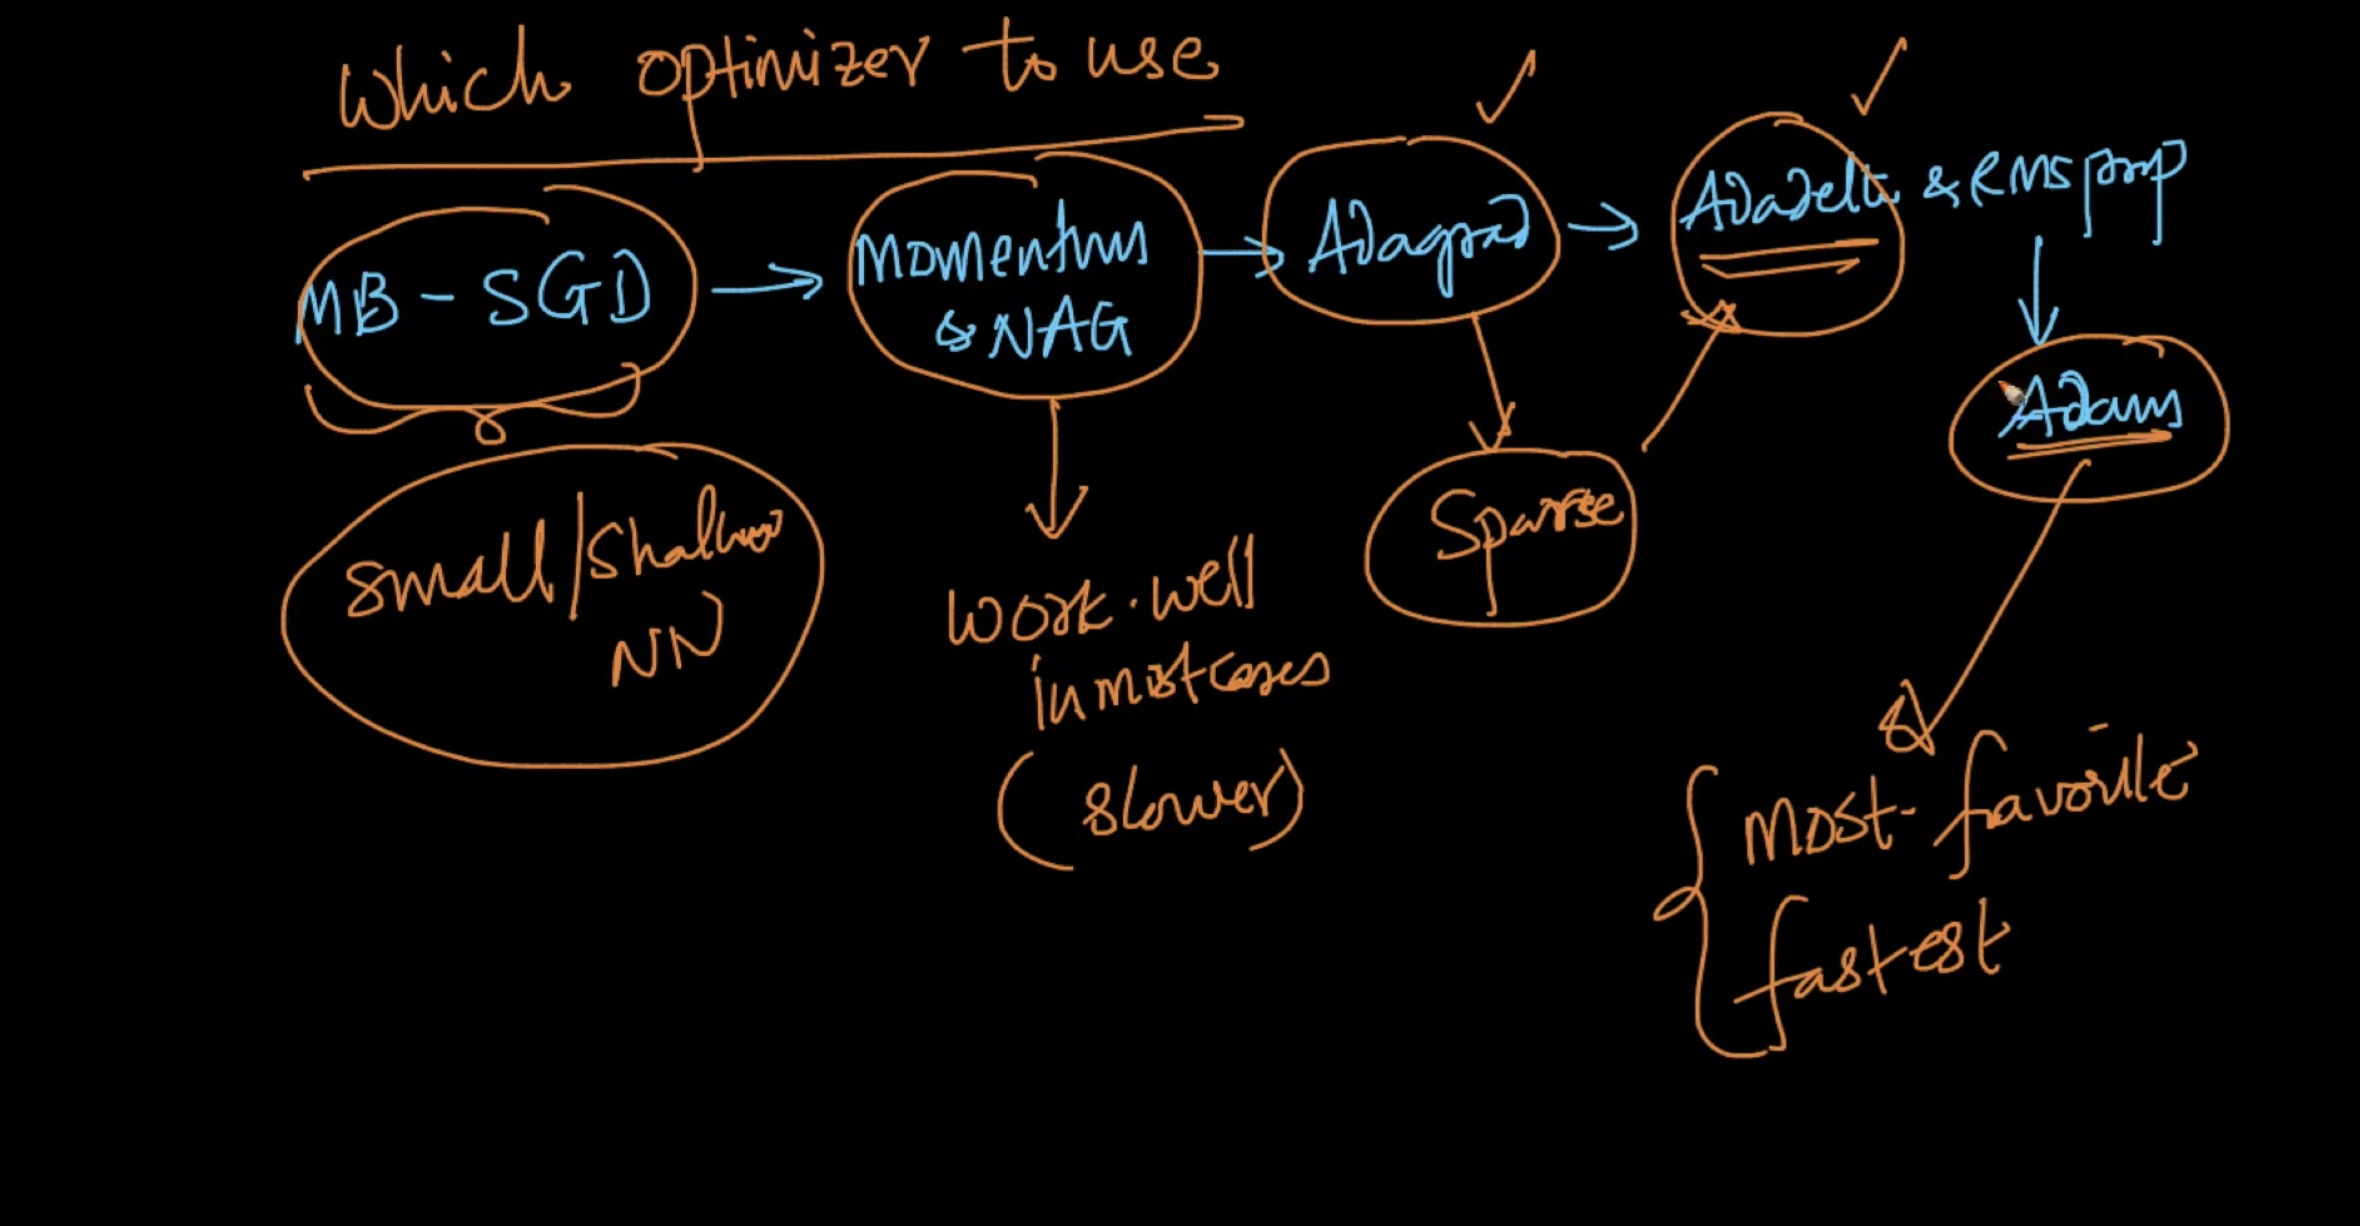 Which optimizer to use
MB-SGD
Momentum
& NAG
Adagrad
Adadelta & RMSprop
Adam
Small/Shallow
NN
work well
in most cases
(slower)
Sparse
Most-favorite
fastest